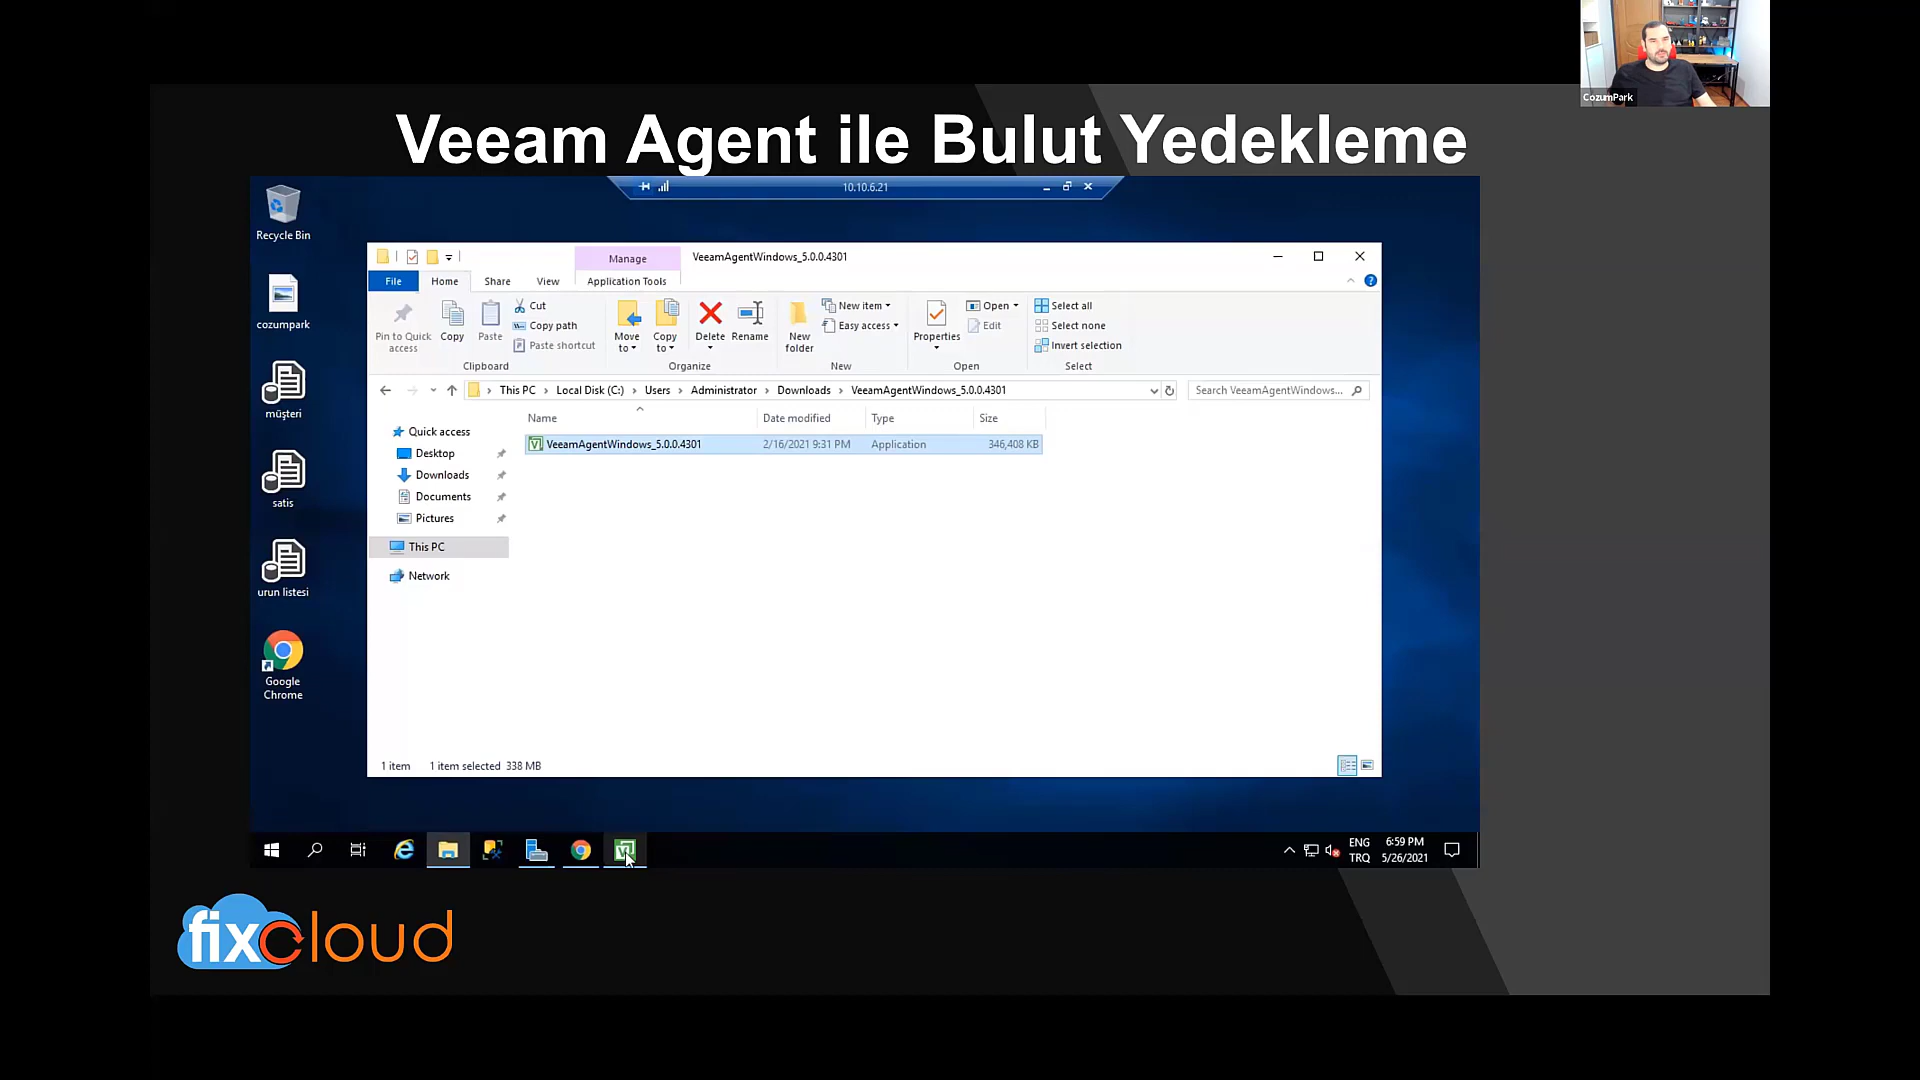 CozumPark
Veeam Agent ile Bulut Yedekleme
10.10.6.21
Recycle Bin
cozumpark
müşteri
satis
urun listesi
Google
Chrome
Manage
VeeamAgentWindows_5.0.0.4301
File
Home
Share
View
Application Tools
Pin to Quick
access
Copy
Paste
Cut
Copy path
Paste shortcut
Clipboard
Move
to
Copy
to
Delete
Rename
Organize
New
folder
New item
Easy access
New
Properties
Open
Edit
Open
Select all
Select none
Invert selection
Select
This PC > Local Disk (C:) > Users > Administrator > Downloads > VeeamAgentWindows_5.0.0.4301
Search VeeamAgentWindows...
Name Date modified Type Size
VeeamAgentWindows_5.0.0.4301 2/16/2021 9:31 PM Application 346,408 KB
Quick access
Desktop
Downloads
Documents
Pictures
This PC
Network
1 item 1 item selected 338 MB
ENG
TRQ
6:59 PM
5/26/2021
fixcloud